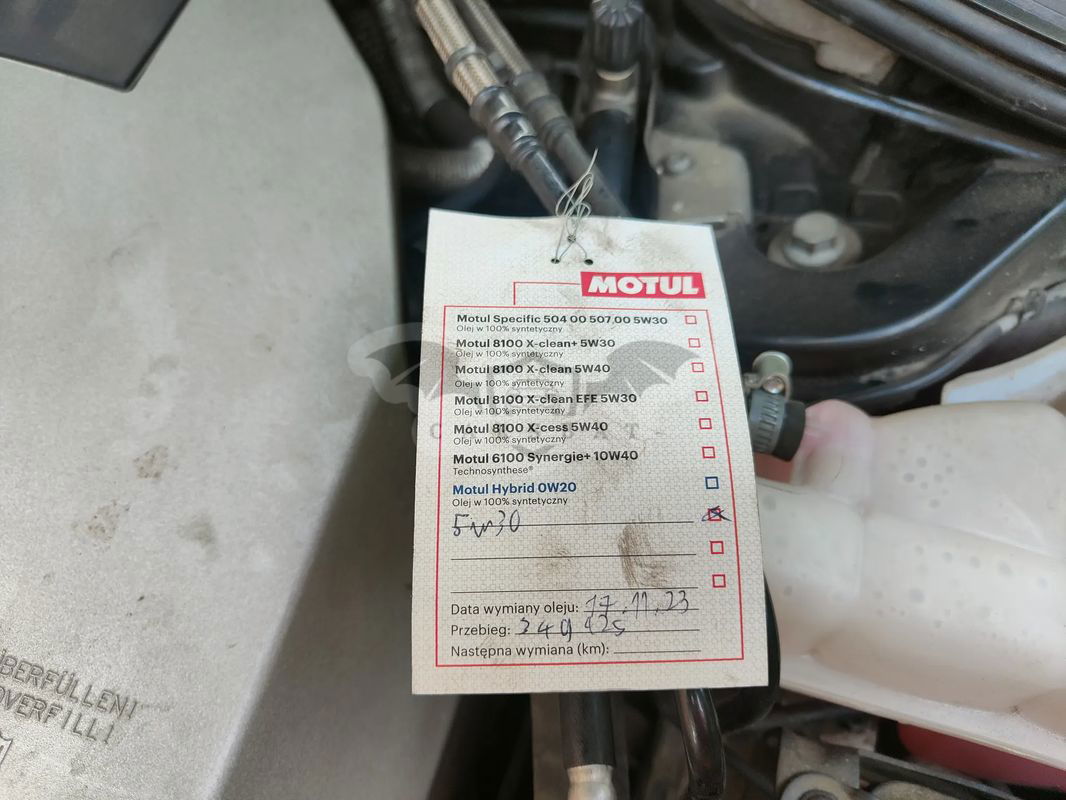 MOTUL
Motul Specific 504 00 507.00 5W30
Olej w 100% syntetyczny
Motul 8100 X-clean+ 5W30
Olej w 100% syntetyczny
Motul 8100 X-clean 5W40
Olej w 100% syntetyczny
Motul 8100 X-clean EFE 5W30
Olej w 100% syntetyczny
Motul 8100 X-cess 5W40
Olej w 100% syntetyczny
Motul 6100 Synergie+ 10W40
Technosynthese®
Motul Hybrid 0W20
Olej w 100% syntetyczny
5w30
Data wymiany oleju: 17.11.23
Przebieg:
Następna wymiana (km):
BERFÜLLEN!
OVERFILL!